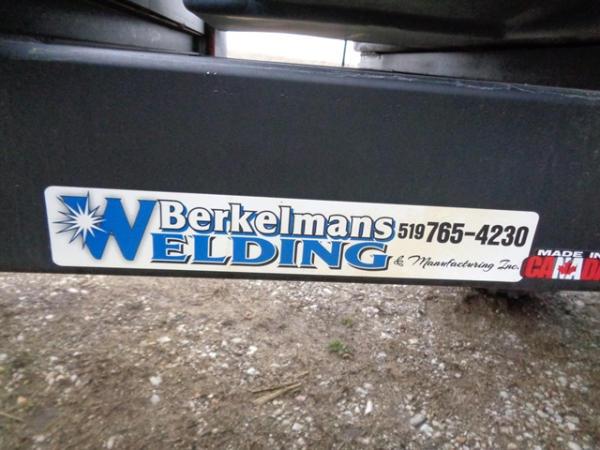 Berkelmans
WELDING
& Manufacturing Inc.
519 765-4230
MADE IN
CANADA